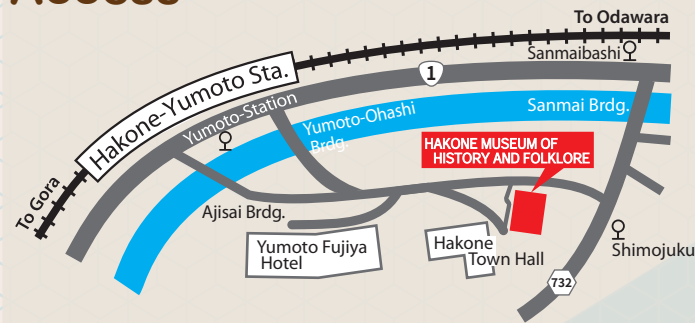 Access
To Odawara
Sanmaibashi
Hakone-Yumoto Sta.
1
Yumoto-Station
Yumoto-Ohashi
Brdg.
Sanmai Brdg.
HAKONE MUSEUM OF
HISTORY AND FOLKLORE
To Gora
Ajisai Brdg.
Yumoto Fujiya
Hotel
Hakone
Town Hall
Shimojuku
732